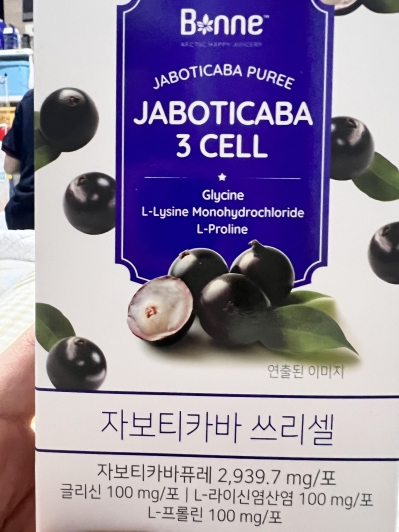 B nne™
JABOTICABA PUREE
JABOTICABA
3 CELL
Glycine
L-Lysine Monohydrochloride
L-Proline
연출된 이미지
자보티카바 쓰리셀
자보티카바퓨레 2,939.7 mg/포
글리신 100 mg/포 | L-라이신염산염 100 mg/포
L-프롤린 100 mg/포